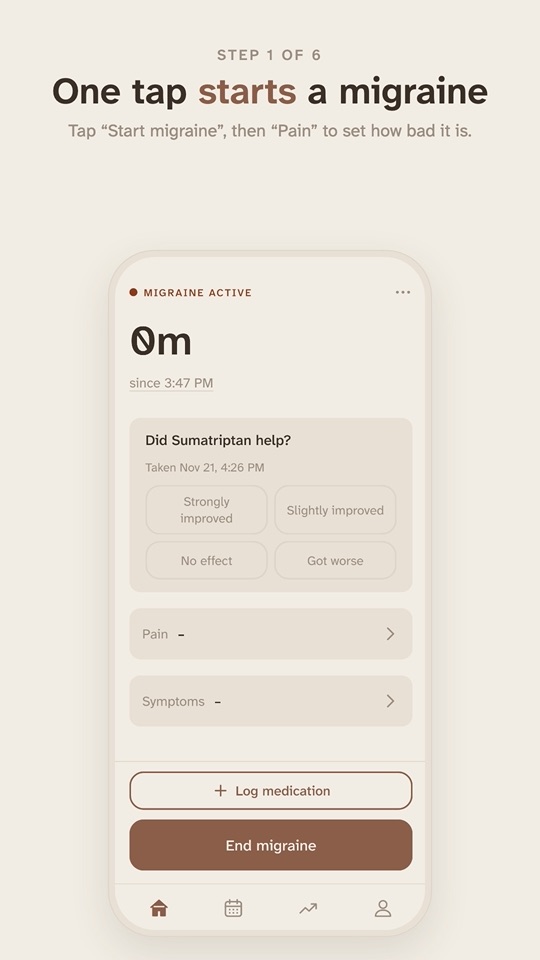 STEP 1 OF 6
One tap starts a migraine
Tap “Start migraine”, then “Pain” to set how bad it is.
MIGRAINE ACTIVE
0m
since 3:47 PM
Did Sumatriptan help?
Taken Nov 21, 4:26 PM
Strongly
improved
Slightly improved
No effect
Got worse
Pain –
Symptoms –
+ Log medication
End migraine